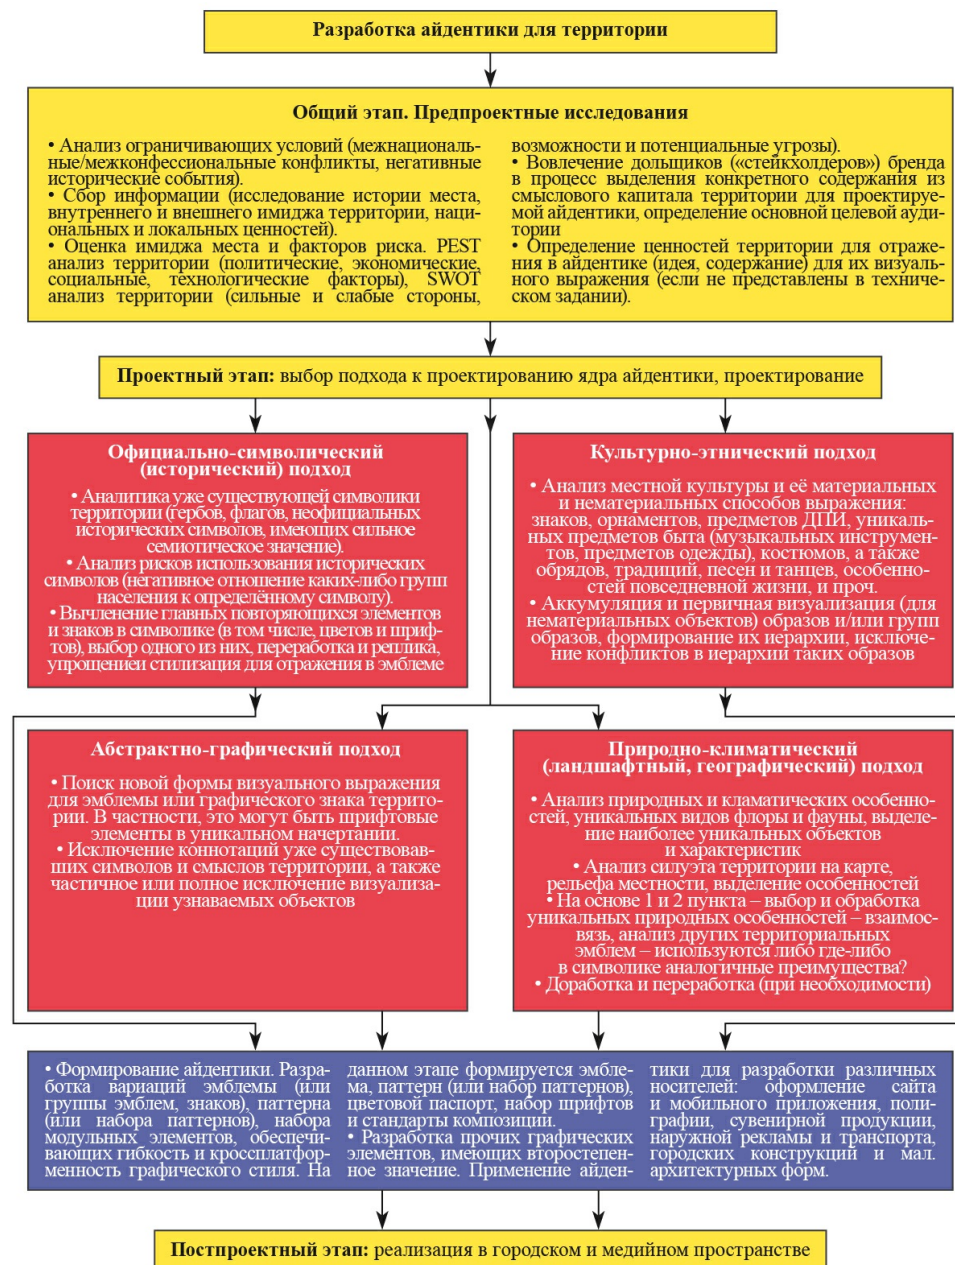 Разработка айдентики для территории
Общий этап. Предпроектные исследования
• Анализ ограничивающих условий (межнациональ-
ные/межконфессиональные конфликты, негативные
исторические события).
• Сбор информации (исследование истории места,
внутреннего и внешнего имиджа территории, наци-
ональных и локальных ценностей).
• Оценка имиджа места и факторов риска. PEST
анализ территории (политические, экономические,
социальные, технологические факторы), SWOT
анализ территории (сильные и слабые стороны,
возможности и потенциальные угрозы).
• Вовлечение дольщиков («стейкхолдеров») бренда
в процесс выделения конкретного содержания из
смыслового капитала территории для проектируе-
мой айдентики, определение основной целевой ауди-
тории
• Определение ценностей территории для отраже-
ния в айдентике (идея, содержание) для их визуаль-
ного выражения (если не представлены в техниче-
ском задании).
Проектный этап: выбор подхода к проектированию ядра айдентики, проектирование
Официально-символический
(исторический) подход
• Аналитика уже существующей символики
территории (гербов, флагов, неофициальных
исторических символов, имеющих сильное
семиотическое значение).
• Анализ рисков использования исторических
символов (негативное отношение каких-либо групп
населения к определённому символу).
• Вычленение главных повторяющихся элементов
и знаков в символике (в том числе, цветов и шриф-
тов), выбор одного из них, переработка и реплика,
упрощениеи стилизация для отражения в эмблеме
Культурно-этнический подход
• Анализ местной культуры и её материальных
и нематериальных способов выражения:
знаков, орнаментов, предметов ДПИ, уникаль-
ных предметов быта (музыкальных инструмен-
тов, предметов одежды), костюмов, а также
обрядов, традиций, песен и танцев, особен-
ностей повседневной жизни, и проч.
• Аккумуляция и первичная визуализация (для
нематериальных объектов) образов и/или групп
образов, формирование их иерархии, исключе-
ние конфликтов в иерархии таких образов
Абстрактно-графический подход
• Поиск новой формы визуального выражения
для эмблемы или графического знака террито-
рии. В частности, это могут быть шрифтовые
элементы в уникальном начертании.
• Исключение коннотаций уже существовав-
ших символов и смыслов территории, а также
частичное или полное исключение визуализа-
ции узнаваемых объектов
Природно-климатический
(ландшафтный, географический) подход
• Анализ природных и кламатических особенно-
стей, уникальных видов флоры и фауны, выделе-
ние наиболее уникальных объектов
и характеристик
• Анализ силуэта территории на карте,
рельефа местности, выделение особенностей
• На основе 1 и 2 пункта – выбор и обработка
уникальных природных особенностей – взаимос-
вязь, анализ других территориальных
эмблем – используются либо где-либо
в символике аналогичные преимущества?
• Доработка и переработка (при необходимости)
• Формирование айдентики. Разра-
ботка вариаций эмблемы (или
группы эмблем, знаков), паттерна
(или набора паттернов), набора
модульных элементов, обеспечи-
вающих гибкость и кроссплатфор-
менность графического стиля. На
данном этапе формируется эмбле-
ма, паттерн (или набор паттернов),
цветовой паспорт, набор шрифтов
и стандарты композиции.
• Разработка прочих графических
элементов, имеющих второстепен-
ное значение. Применение айден-
тики для разработки различных
носителей: оформление сайта
и мобильного приложения, поли-
графии, сувенирной продукции,
наружной рекламы и транспорта,
городских конструкций и мал.
архитектурных форм.
Постпроектный этап: реализация в городском и медийном пространстве